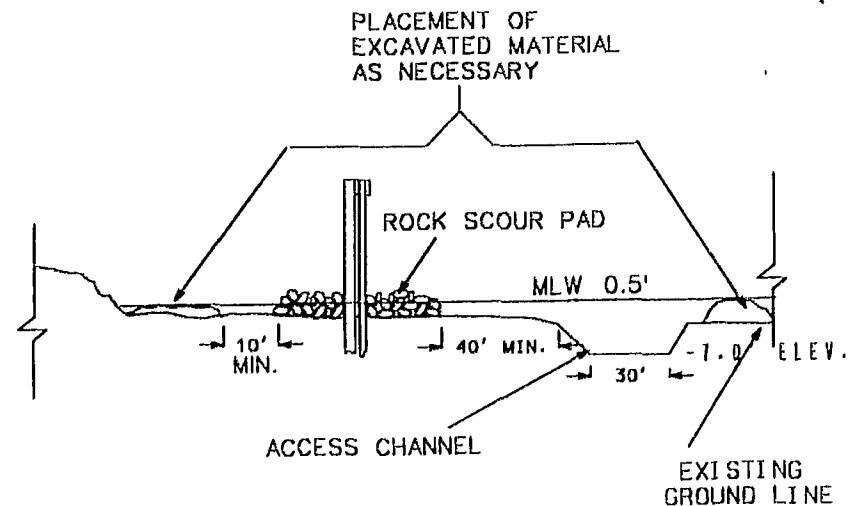 PLACEMENT OF
EXCAVATED MATERIAL
AS NECESSARY
ROCK SCOUR PAD
MLW 0.5'
10'
MIN.
40' MIN.
30'
-7.0 ELEV.
ACCESS CHANNEL
EXISTING
GROUND LINE